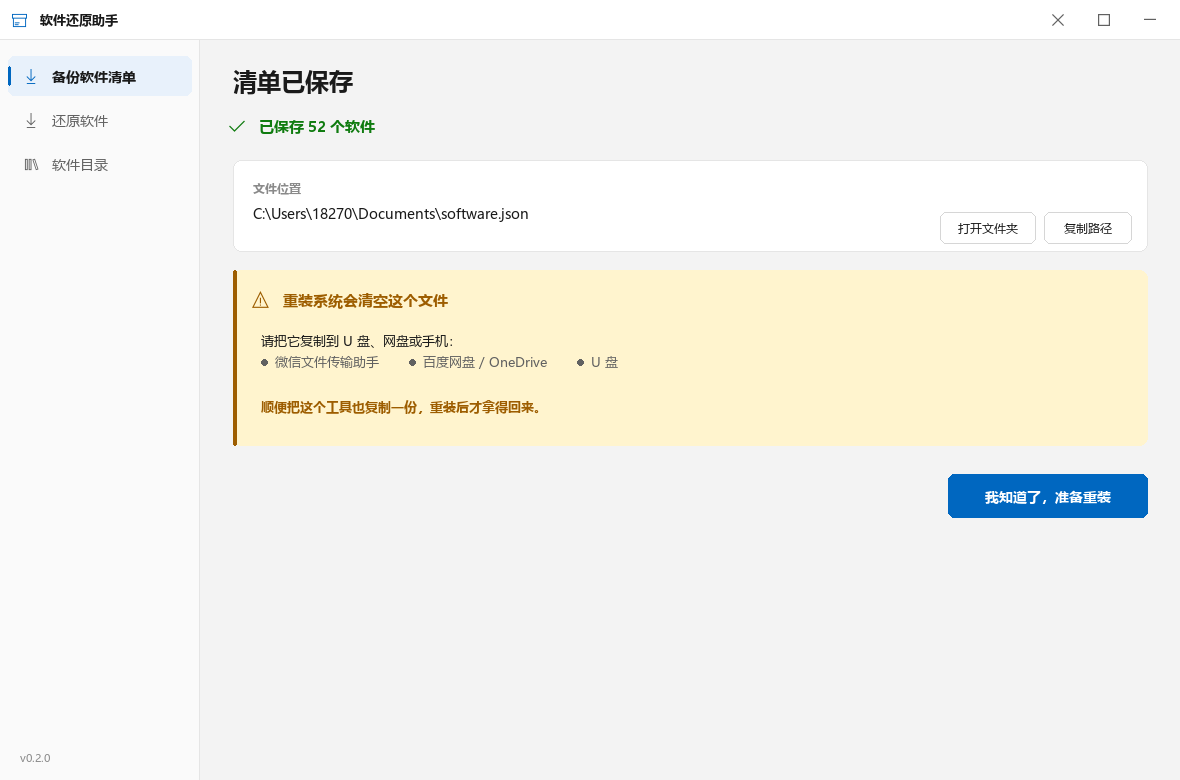 软件还原助手
备份软件清单
还原软件
软件目录
清单已保存
已保存 52 个软件
文件位置
C:\Users\18270\Documents\software.json
打开文件夹 复制路径
重装系统会清空这个文件
请把它复制到 U 盘、网盘或手机：
● 微信文件传输助手 ● 百度网盘 / OneDrive ● U 盘
顺便把这个工具也复制一份，重装后才拿得回来。
我知道了，准备重装
v0.2.0